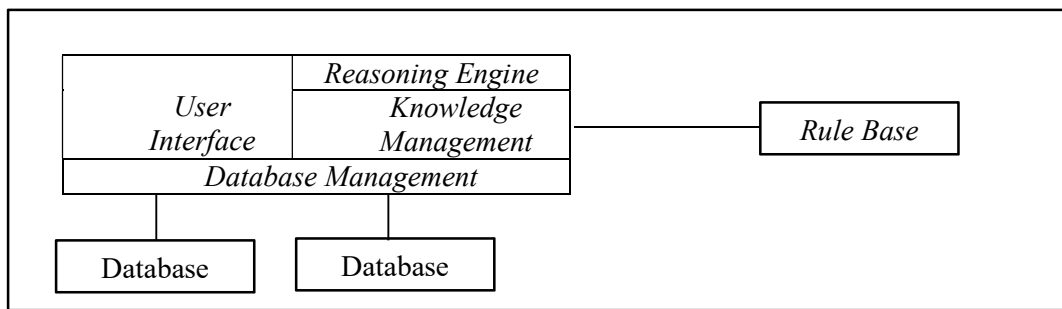 Reasoning Engine
User
Interface
Knowledge
Management
Rule Base
Database Management
Database
Database